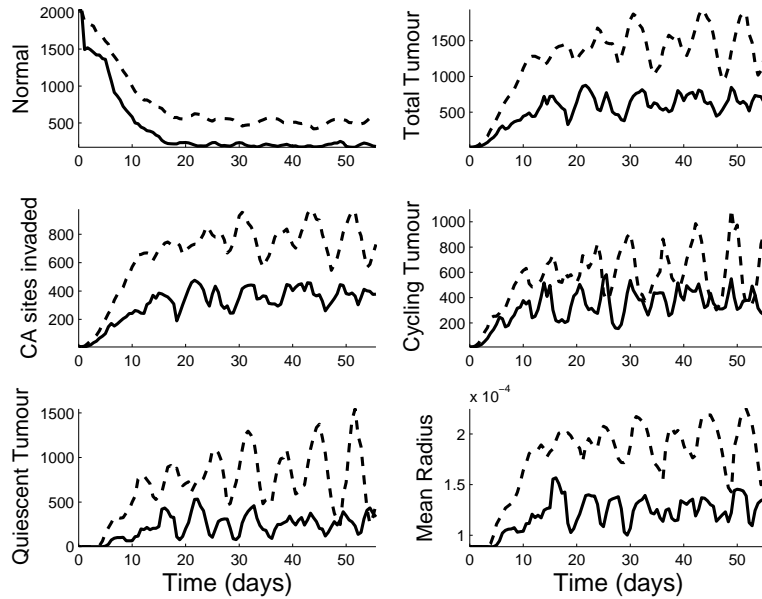 2000
1500
1000
500
Normal
0 10 20 30 40 50
1500
1000
500
Total Tumour
0 10 20 30 40 50
800
600
400
200
CA sites invaded
0 10 20 30 40 50
1000
800
600
400
200
Cycling Tumour
0 10 20 30 40 50
1500
1000
500
0
Quiescent Tumour
0 10 20 30 40 50
Time (days)
x 10⁻⁴
2
1.5
1
Mean Radius
0 10 20 30 40 50
Time (days)